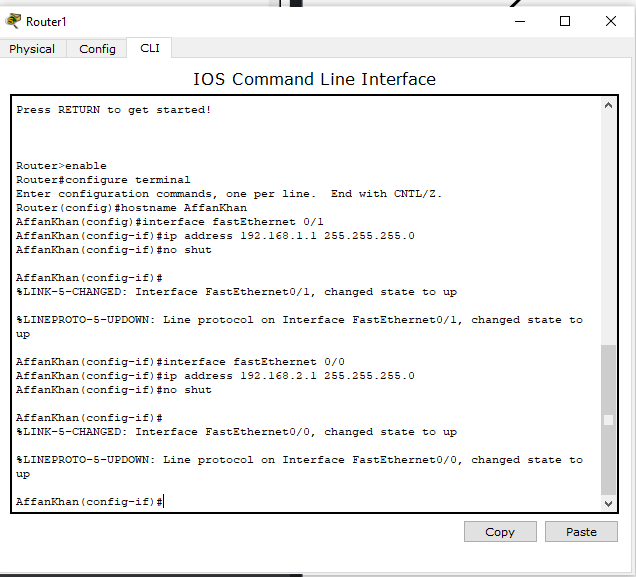 Router1
Physical Config CLI
IOS Command Line Interface
Press RETURN to get started!
Router>enable
Router#configure terminal
Enter configuration commands, one per line.  End with CNTL/Z.
Router(config)#hostname AffanKhan
AffanKhan(config)#interface fastEthernet 0/1
AffanKhan(config-if)#ip address 192.168.1.1 255.255.255.0
AffanKhan(config-if)#no shut
AffanKhan(config-if)#
%LINK-5-CHANGED: Interface FastEthernet0/1, changed state to up
%LINEPROTO-5-UPDOWN: Line protocol on Interface FastEthernet0/1, changed state to
up
AffanKhan(config-if)#interface fastEthernet 0/0
AffanKhan(config-if)#ip address 192.168.2.1 255.255.255.0
AffanKhan(config-if)#no shut
AffanKhan(config-if)#
%LINK-5-CHANGED: Interface FastEthernet0/0, changed state to up
%LINEPROTO-5-UPDOWN: Line protocol on Interface FastEthernet0/0, changed state to
up
AffanKhan(config-if)#
Copy Paste